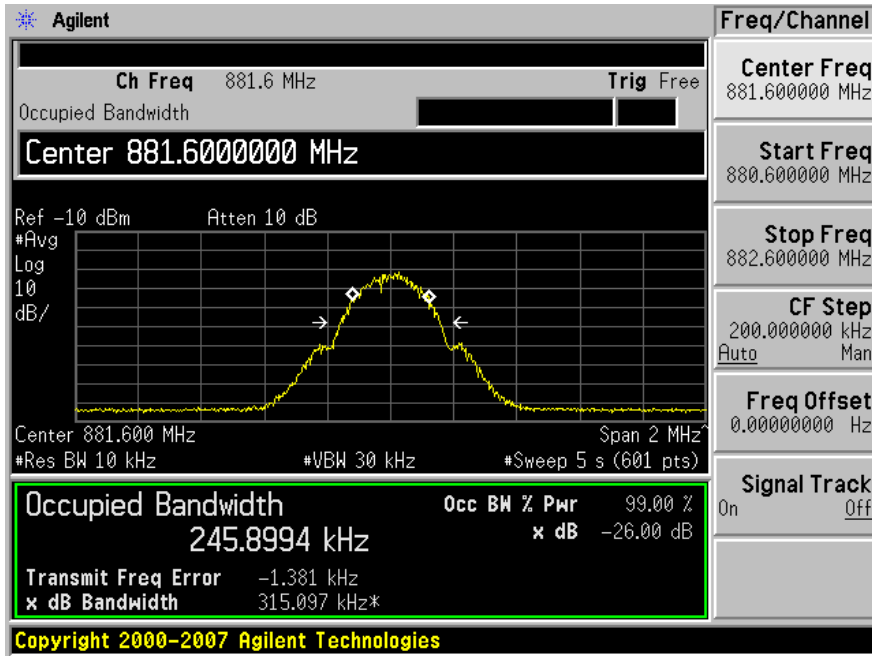 Agilent
Freq/Channel
Ch Freq 881.6 MHz Trig Free
Occupied Bandwidth
Center 881.6000000 MHz
Ref -10 dBm Atten 10 dB
#Avg
Log
10
dB/
Center 881.600 MHz Span 2 MHz^
#Res BW 10 kHz #VBW 30 kHz #Sweep 5 s (601 pts)
Occupied Bandwidth
245.8994 kHz
Occ BW % Pwr 99.00 %
x dB -26.00 dB
Transmit Freq Error -1.381 kHz
x dB Bandwidth 315.097 kHz*
Center Freq
881.600000 MHz
Start Freq
880.600000 MHz
Stop Freq
882.600000 MHz
CF Step
200.000000 kHz
Auto Man
Freq Offset
0.00000000 Hz
Signal Track
On Off
Copyright 2000-2007 Agilent Technologies